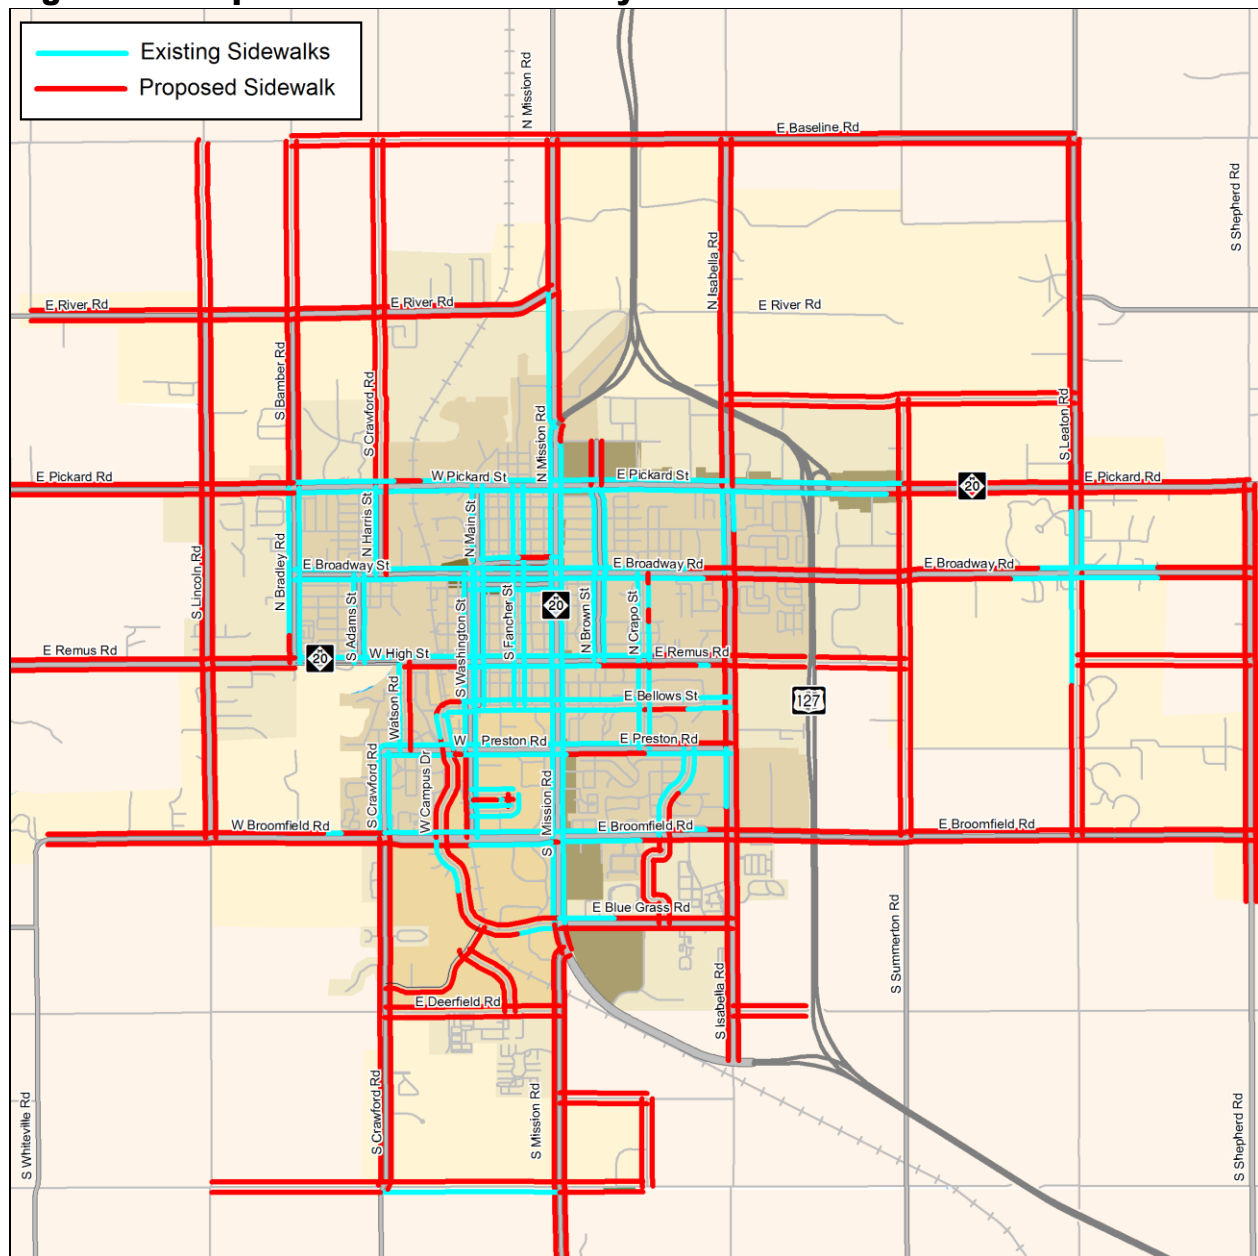 Existing Sidewalks
Proposed Sidewalk
N Mission Rd
E Baseline Rd
S Shepherd Rd
N Isabella Rd
E River Rd
E River Rd
E River Rd
S Bamber Rd
S Crawford Rd
N Mission Rd
S Leaton Rd
E Pickard Rd
W Pickard St
E Pickard St
20
E Pickard Rd
N Harris St
N Main St
N Bradley Rd
S Lincoln Rd
E Broadway St
E Broadway Rd
E Broadway Rd
S Adams St
S Washington St
S Fancher St
20
N Brown St
N Crapo St
E Remus Rd
20
W High St
E Remus Rd
Watson Rd
E Bellows St
127
W Preston Rd
E Preston Rd
S Crawford Rd
W Campus Dr
S Mission Rd
W Broomfield Rd
E Broomfield Rd
E Broomfield Rd
E Blue Grass Rd
S Summerton Rd
S Isabella Rd
E Deerfield Rd
S Whiteville Rd
S Crawford Rd
S Mission Rd
S Shepherd Rd